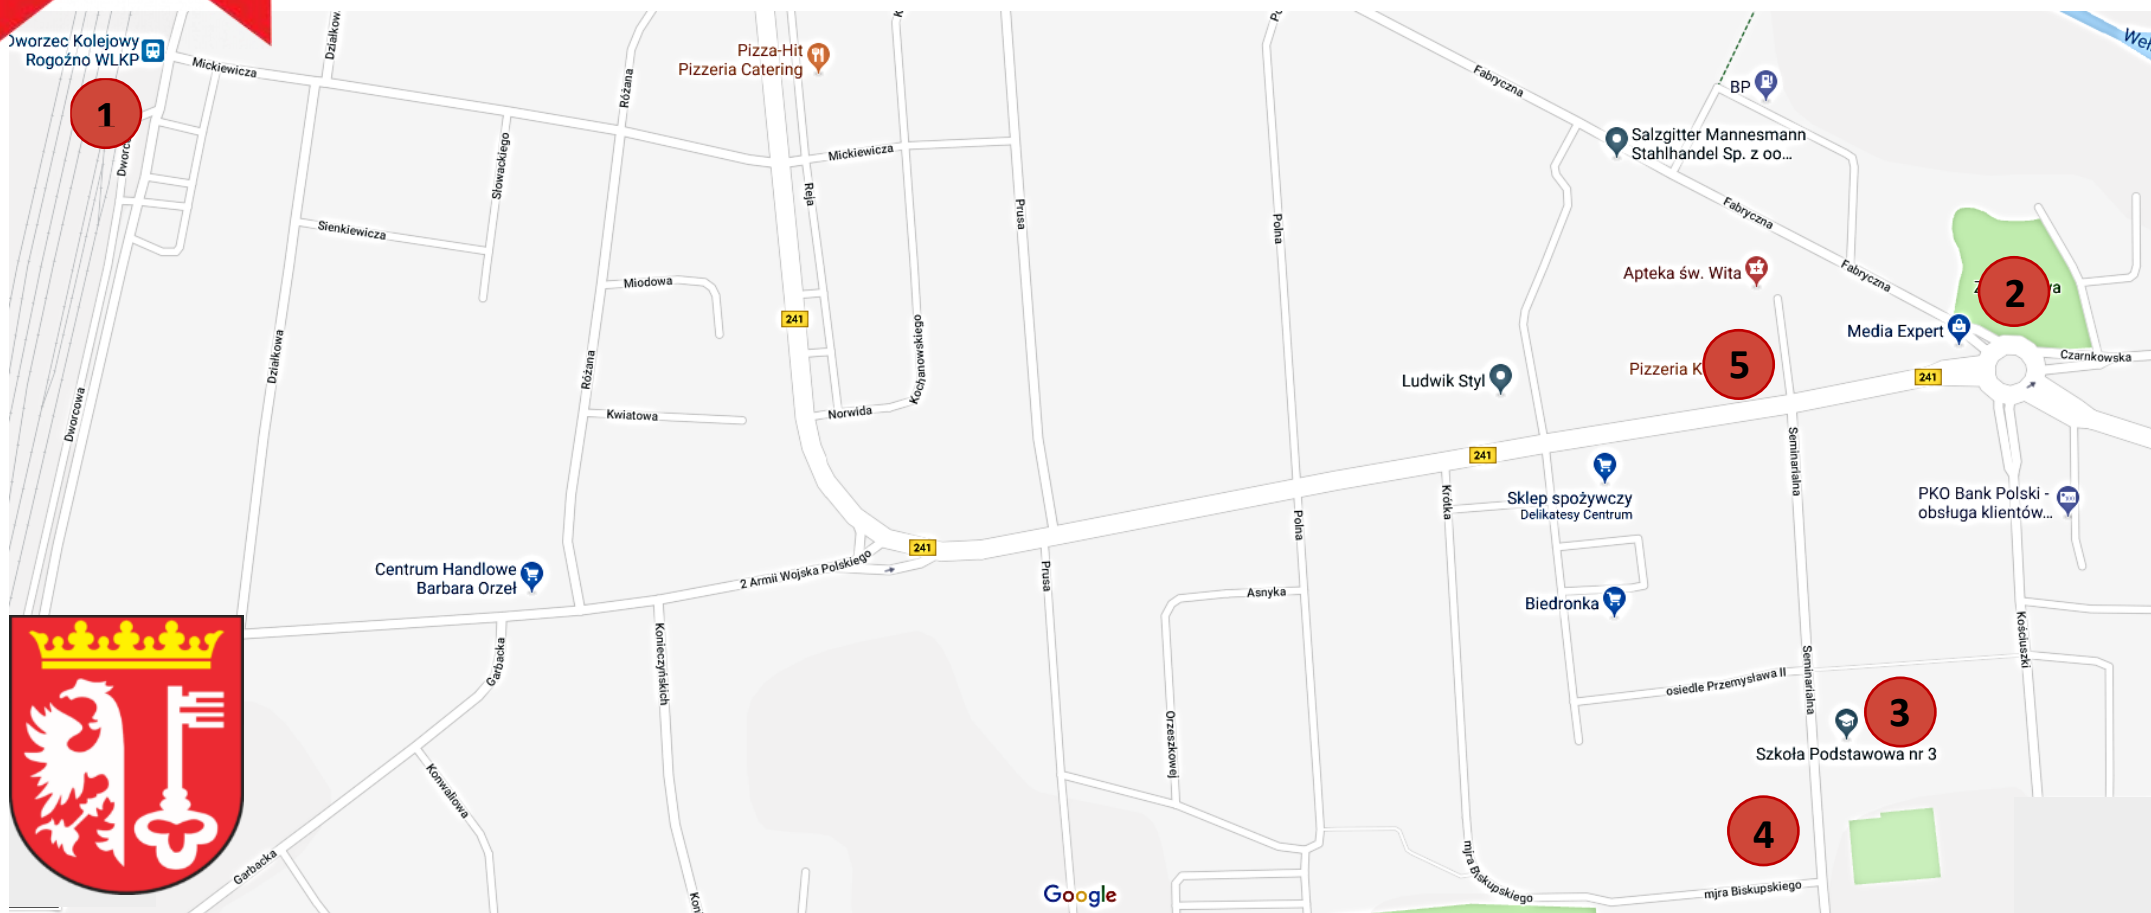 Dworzec Kolejowy
Rogoźno WLKP
1
Mickiewicza
Działkowa
Różana
Pizza-Hit
Pizzeria Catering
Mickiewicza
Reja
Słowackiego
Sienkiewicza
Prusa
Polna
Fabryczna
BP
Salzgitter Mannesmann
Stahlhandel Sp. z oo...
Fabryczna
Fabryczna
Apteka św. Wita
2
Media Expert
Czarnkowska
Miodowa
241
Kochanowskiego
Działkowa
Różana
Kwiatowa
Norwida
Dworcowa
Ludwik Styl
Pizzeria K
5
241
241
Seminarialna
Krótka
Sklep spożywczy
Delikatesy Centrum
PKO Bank Polski -
obsługa klientów...
Polna
241
2 Armii Wojska Polskiego
Centrum Handlowe
Barbara Orzeł
Prusa
Asnyka
Biedronka
Kościuszki
Garbacka
Konieczyńskich
Seminarialna
osiedle Przemysława II
3
Szkoła Podstawowa nr 3
Orzeszkowej
Konwaliowa
4
Garbacka
mjra Biskupskiego
mjra Biskupskiego
Google